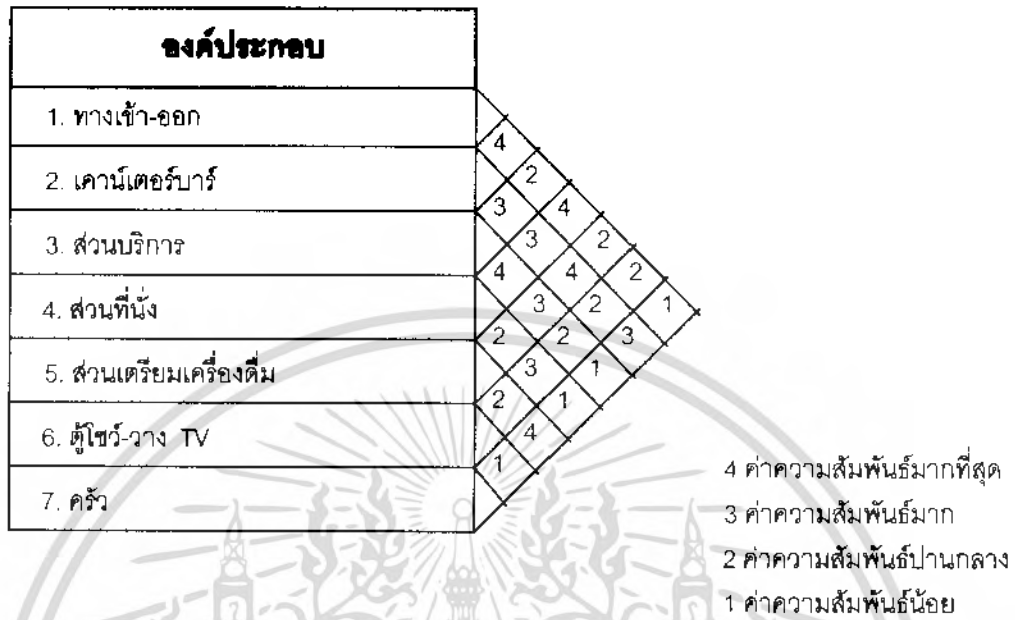 องค์ประกอบ
1. ทางเข้า-ออก
4
2. เคาน์เตอร์บาร์
2
3 4
3. ส่วนบริการ
3 2
4 4 2
4. ส่วนที่นั่ง
3 2 1
2 2 3
5. ส่วนเตรียมเครื่องดื่ม
3 1
2 1
6. ตู้โชว์-วาง TV
4
1
7. ครัว
4 ค่าความสัมพันธ์มากที่สุด
3 ค่าความสัมพันธ์มาก
2 ค่าความสัมพันธ์ปานกลาง
1 ค่าความสัมพันธ์น้อย